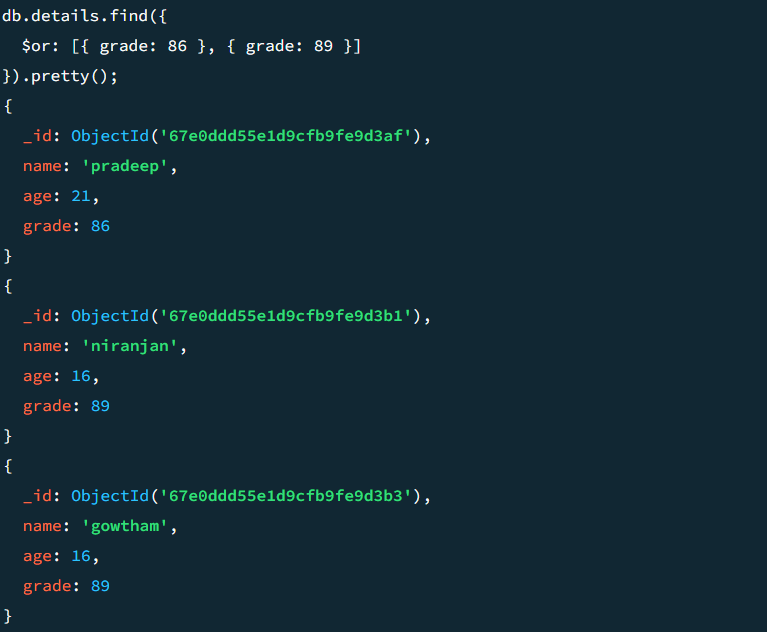 db.details.find({
  $or: [{ grade: 86 }, { grade: 89 }]
}).pretty();
{
  _id: ObjectId('67e0ddd55e1d9cfb9fe9d3af'),
  name: 'pradeep',
  age: 21,
  grade: 86
}
{
  _id: ObjectId('67e0ddd55e1d9cfb9fe9d3b1'),
  name: 'niranjan',
  age: 16,
  grade: 89
}
{
  _id: ObjectId('67e0ddd55e1d9cfb9fe9d3b3'),
  name: 'gowtham',
  age: 16,
  grade: 89
}